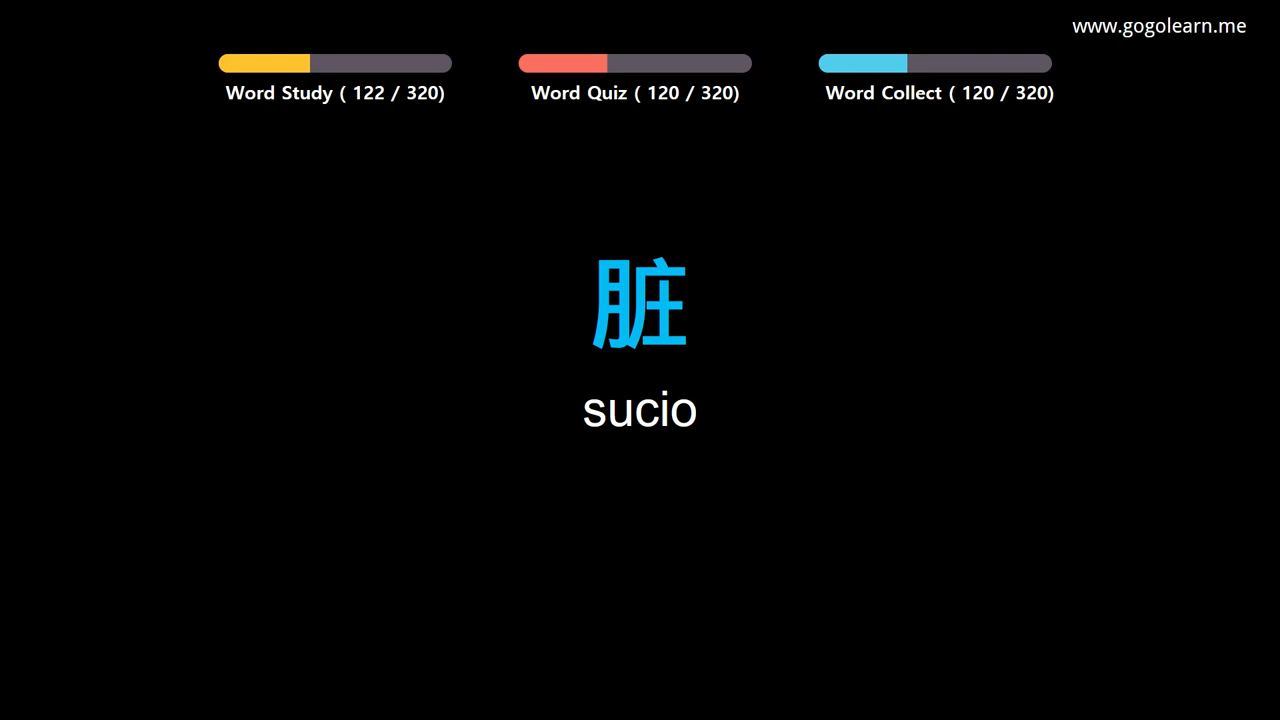 www.gogolearn.me
Word Study ( 122 / 320)
Word Quiz ( 120 / 320)
Word Collect ( 120 / 320)
脏
sucio